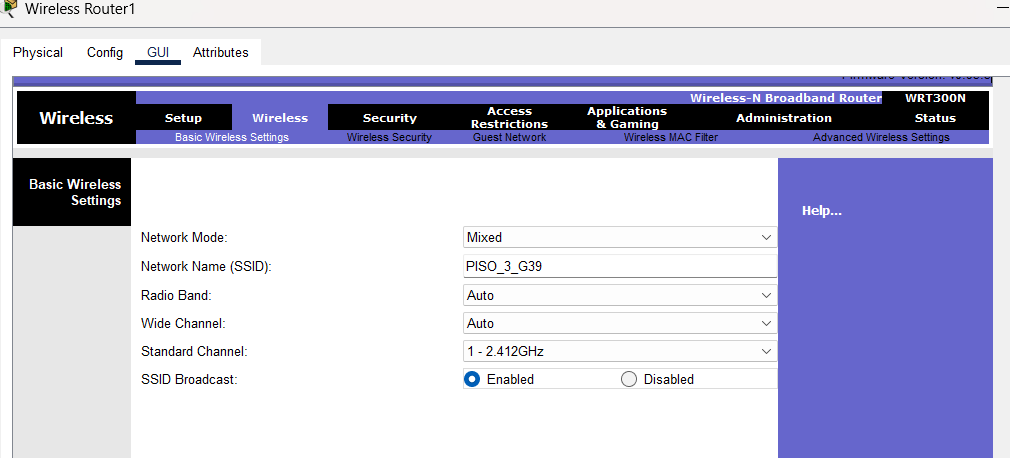 Wireless Router1
Physical Config GUI Attributes
Wireless-N Broadband Router WRT300N
Wireless Setup Wireless Security Access Restrictions Applications & Gaming Administration Status
Basic Wireless Settings Wireless Security Guest Network Wireless MAC Filter Advanced Wireless Settings
Basic Wireless
Settings
Help...
Network Mode: Mixed
Network Name (SSID): PISO_3_G39
Radio Band: Auto
Wide Channel: Auto
Standard Channel: 1 - 2.412GHz
SSID Broadcast: Enabled Disabled